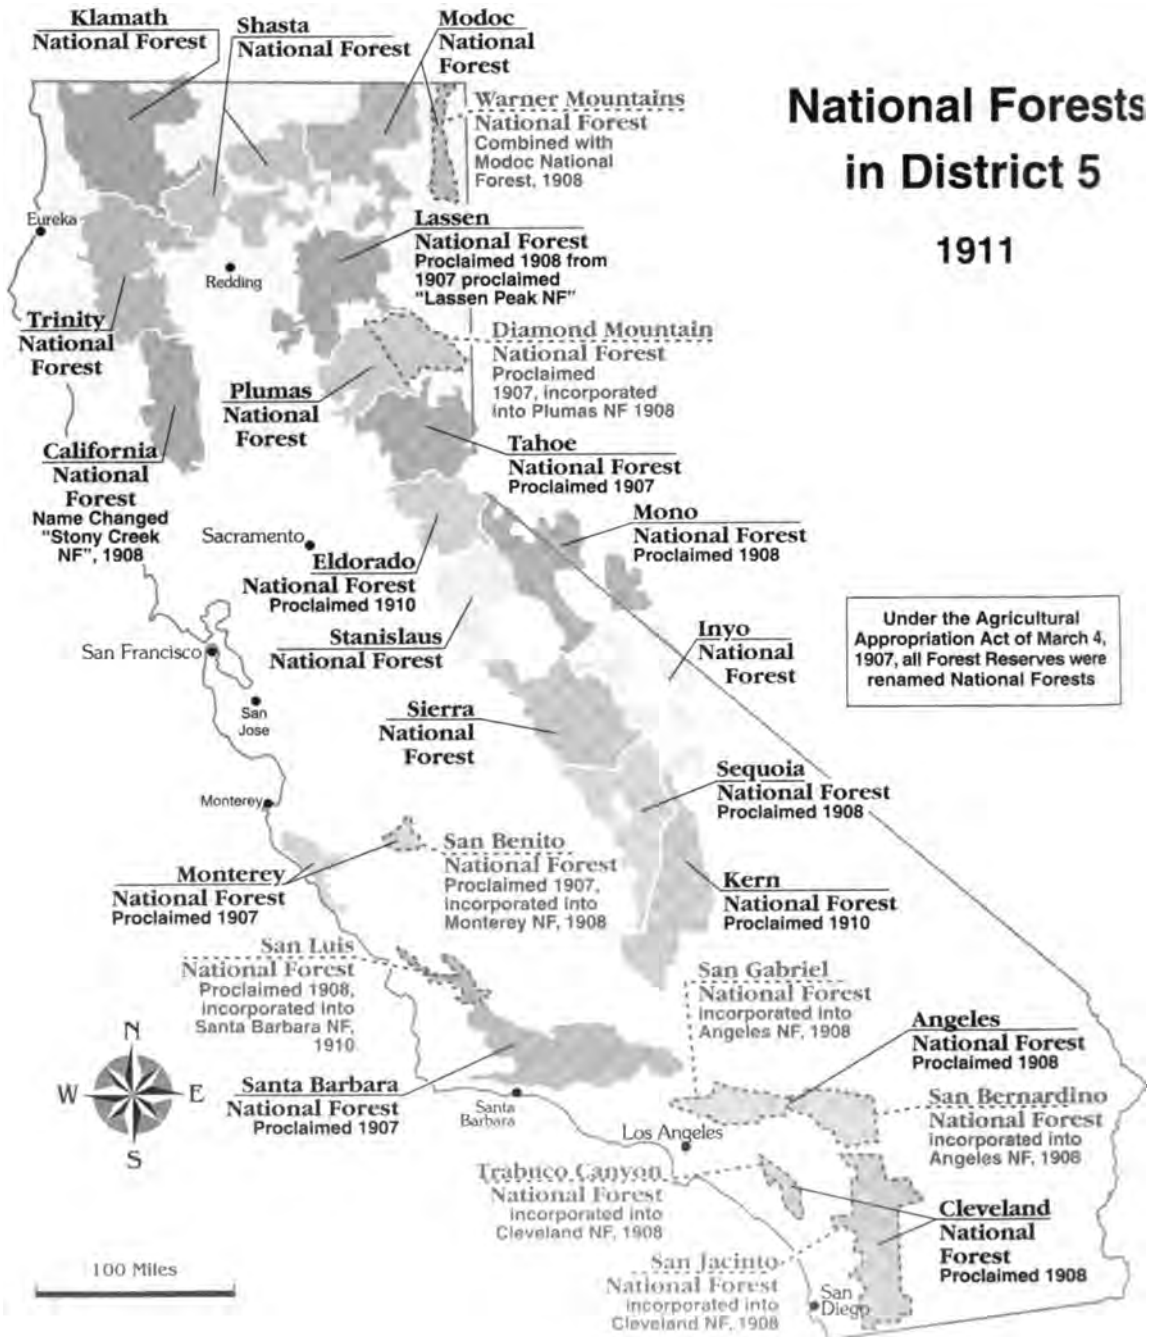 Klamath
National Forest
Shasta
National Forest
Modoc
National
Forest
National Forests
in District 5
1911
Warner Mountains
National Forest
Combined with
Modoc National
Forest, 1908
Eureka
Redding
Lassen
National Forest
Proclaimed 1908 from
1907 proclaimed
"Lassen Peak NF"
Trinity
National
Forest
Diamond Mountain
National Forest
Proclaimed
1907, incorporated
into Plumas NF 1908
Plumas
National
Forest
California
National
Forest
Name Changed
"Stony Creek
NF", 1908
Tahoe
National Forest
Proclaimed 1907
Sacramento
Mono
National Forest
Proclaimed 1908
Eldorado
National Forest
Proclaimed 1910
Stanislaus
National Forest
San Francisco
Inyo
National
Forest
Under the Agricultural
Appropriation Act of March 4,
1907, all Forest Reserves were
renamed National Forests
San
Jose
Sierra
National
Forest
Sequoia
National Forest
Proclaimed 1908
Monterey
San Benito
National Forest
Proclaimed 1907,
incorporated into
Monterey NF, 1908
Monterey
National Forest
Proclaimed 1907
Kern
National Forest
Proclaimed 1910
San Luis
National Forest
Proclaimed 1908,
incorporated into
Santa Barbara NF,
1910
San Gabriel
National Forest
incorporated into
Angeles NF, 1908
Angeles
National Forest
Proclaimed 1908
N
W
E
S
Santa Barbara
National Forest
Proclaimed 1907
Santa
Barbara
Los Angeles
San Bernardino
National Forest
incorporated into
Angeles NF, 1908
Trabuco Canyon
National Forest
incorporated into
Cleveland NF, 1908
Cleveland
National
Forest
Proclaimed 1908
San Jacinto
National Forest
incorporated into
Cleveland NF, 1908
San
Diego
100 Miles